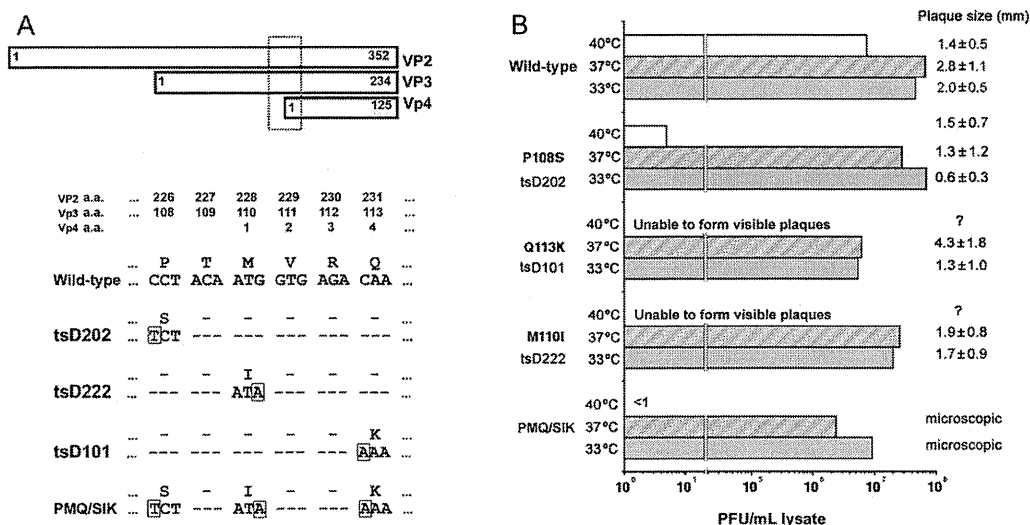 A
1 352 VP2
1 234 VP3
1 125 Vp4
VP2 a.a. ... 226 227 228 229 230 231 ...
Vp3 a.a. ... 108 109 110 111 112 113 ...
Vp4 a.a. 1 2 3 4
P T M V R Q
Wild-type ... CCT ACA ATG GTG AGA CAA ...
... S – – – – – ...
tsD202 ... TCT --- --- --- --- --- ...
... – – I – – – ...
tsD222 ... --- --- ATA --- --- --- ...
... – – – – – K ...
tsD101 ... --- --- --- --- --- AAA ...
... S – I – – K ...
PMQ/SIK ... TCT --- ATA --- --- AAA ...
B
Plaque size (mm)
40°C 1.4±0.5
Wild-type 37°C 2.8±1.1
33°C 2.0±0.5
40°C 1.5±0.7
P108S 37°C 1.3±1.2
tsD202 33°C 0.6±0.3
40°C Unable to form visible plaques ?
Q113K 37°C 4.3±1.8
tsD101 33°C 1.3±1.0
40°C Unable to form visible plaques ?
M110I 37°C 1.9±0.8
tsD222 33°C 1.7±0.9
40°C <1
PMQ/SIK 37°C microscopic
33°C microscopic
10⁰ 10¹ 10⁶ 10⁷ 10⁸
PFU/mL lysate